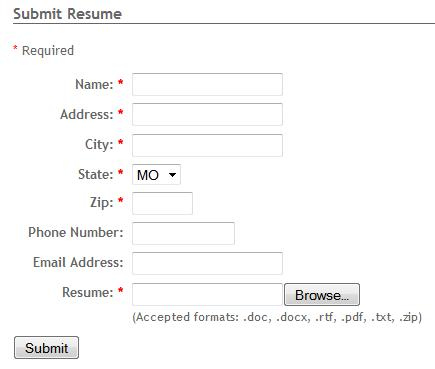 Submit Resume
* Required
Name: *
Address: *
City: *
State: * MO
Zip: *
Phone Number:
Email Address:
Resume: * Browse...
(Accepted formats: .doc, .docx, .rtf, .pdf, .txt, .zip)
Submit